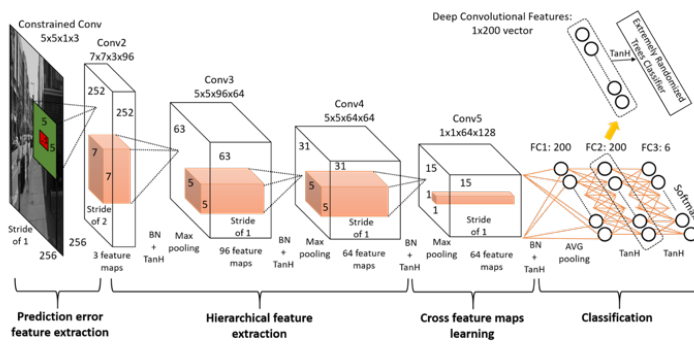 Constrained Conv
5x5x1x3
Conv2
7x7x3x96
Conv3
5x5x96x64
Conv4
5x5x64x64
Conv5
1x1x64x128
Deep Convolutional Features:
1x200 vector
TanH
Extremely Randomized
Trees Classifier
252
252
5
5
7
7
63
63
5
5
31
31
5
5
15
15
1
1
FC1: 200
FC2: 200
FC3: 6
Softmax
Stride
of 1
256
256
Stride
of 2
3 feature
maps
BN
+
TanH
Max
pooling
Stride
of 1
96 feature
maps
BN
+
TanH
Max
pooling
Stride
of 1
64 feature
maps
BN
+
TanH
Max
pooling
Stride
of 1
64 feature
maps
BN
+
TanH
AVG
pooling
TanH
TanH
Prediction error
feature extraction
Hierarchical feature
extraction
Cross feature maps
learning
Classification